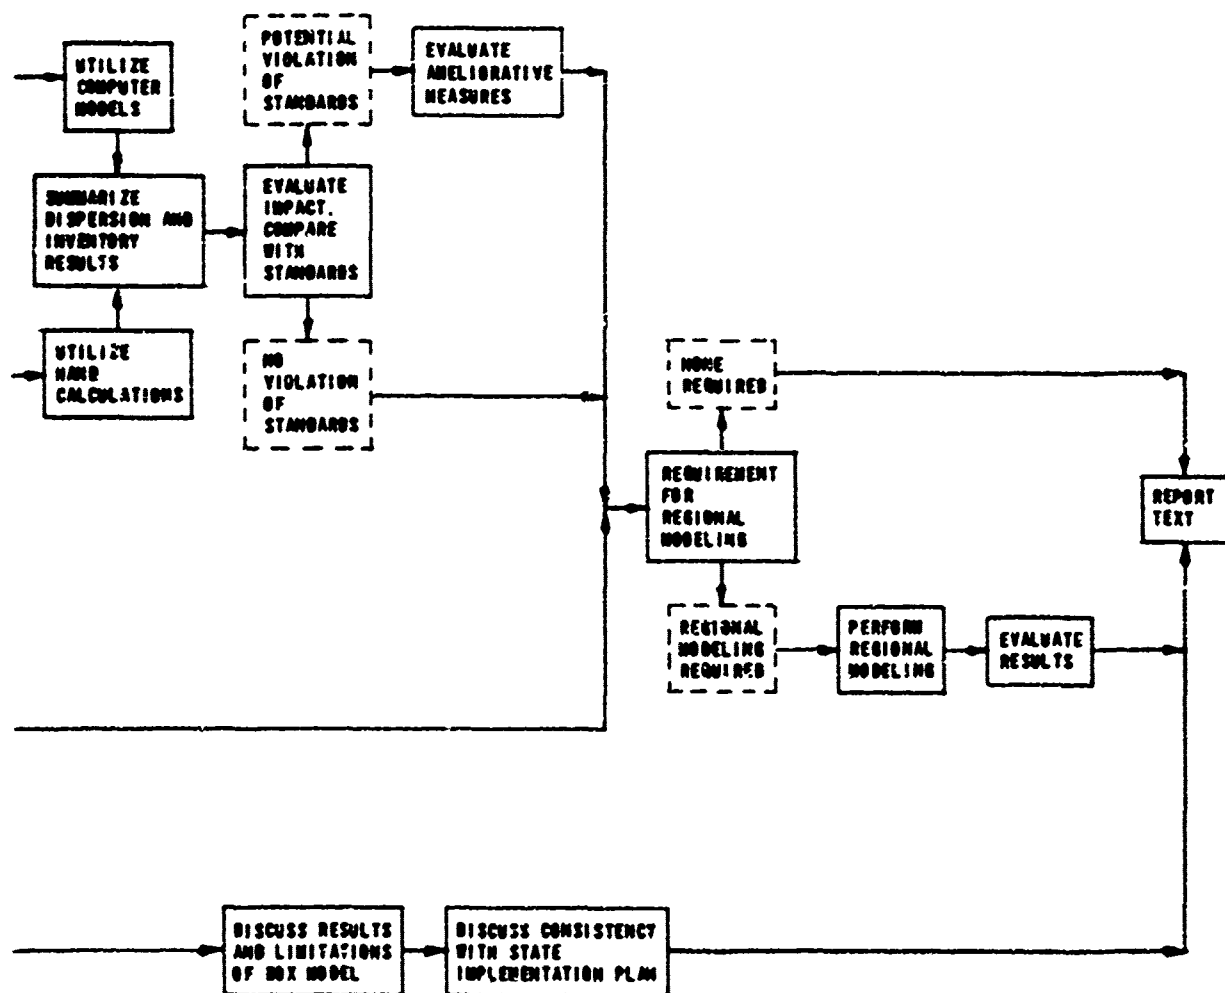 UTILIZE
COMPUTER
MODELS
POTENTIAL
VIOLATION
OF
STANDARDS
EVALUATE
AMELIORATIVE
MEASURES
SUMMARIZE
DISPERSION AND
INVENTORY
RESULTS
EVALUATE
IMPACT.
COMPARE
WITH
STANDARDS
UTILIZE
HAND
CALCULATIONS
NO
VIOLATION
OF
STANDARDS
NONE
REQUIRED
REQUIREMENT
FOR
REGIONAL
MODELING
REPORT
TEXT
REGIONAL
MODELING
REQUIRED
PERFORM
REGIONAL
MODELING
EVALUATE
RESULTS
DISCUSS RESULTS
AND LIMITATIONS
OF BOX MODEL
DISCUSS CONSISTENCY
WITH STATE
IMPLEMENTATION PLAN